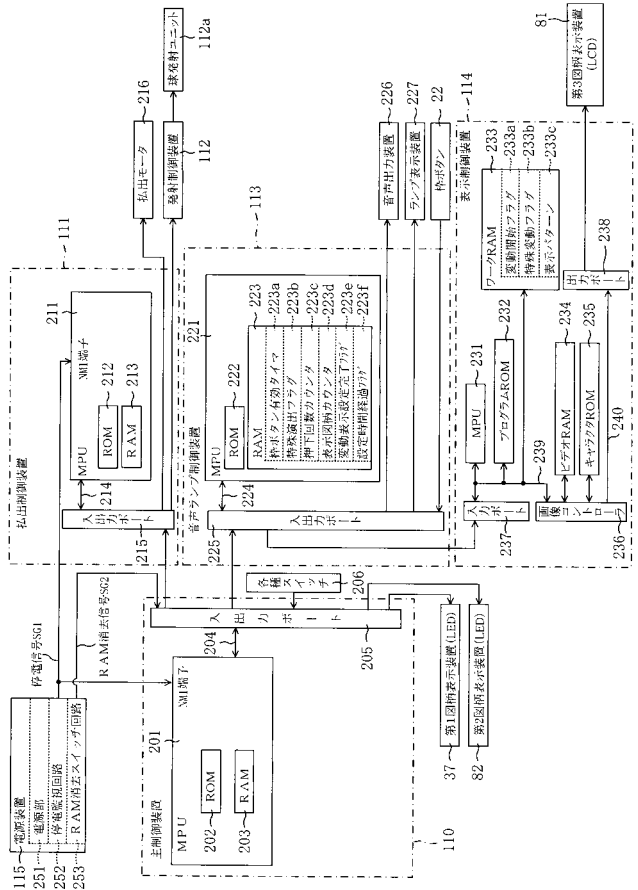 電源装置
115
電源部
251
停電監視回路
252
RAM消去スイッチ回路
253
停電信号SG1
RAM消去信号SG2
主制御装置
110
201
MPU
NMI端子
ROM
202
RAM
203
204
入出力ポート
205
各種スイッチ
206
第1図柄表示装置(LED)
37
第2図柄表示装置(LED)
82
払出制御装置
111
211
MPU
NMI端子
ROM
212
RAM
213
214
入出力ポート
215
払出モータ
216
発射制御装置
112
球発射ユニット
112a
音声ランプ制御装置
113
221
MPU
ROM
222
RAM
223
枠ボタン有効タイマ
223a
特殊演出フラグ
223b
押下回数カウンタ
223c
表示図柄カウンタ
223d
変動表示設定完了フラグ
223e
設定時間経過フラグ
223f
224
入出力ポート
225
音声出力装置
226
ランプ表示装置
227
枠ボタン
22
表示制御装置
114
MPU
231
プログラムROM
232
ワークRAM
233
変動開始フラグ
233a
特殊変動フラグ
233b
表示パターン
233c
ビデオRAM
234
キャラクタROM
235
画像コントローラ
236
入力ポート
237
出力ポート
238
239
240
第3図柄表示装置
(LCD)
81